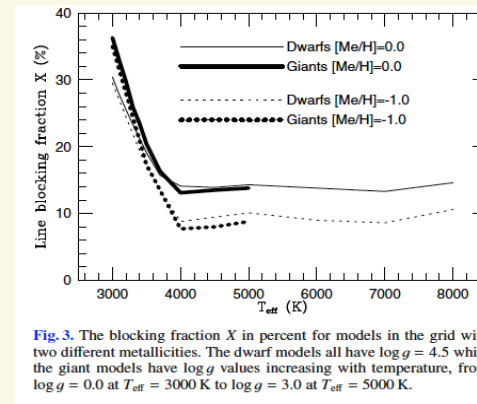 40
30
20
10
0
Line blocking fraction X (%)
Dwarfs [Me/H]=0.0
Giants [Me/H]=0.0
Dwarfs [Me/H]=-1.0
Giants [Me/H]=-1.0
3000 4000 5000 6000 7000 8000
Teff (K)
Fig. 3. The blocking fraction X in percent for models in the grid
two different metallicities. The dwarf models all have log g = 4.5
the giant models have log g values increasing with temperature,
log g = 0.0 at Teff = 3000 K to log g = 3.0 at Teff = 5000 K.